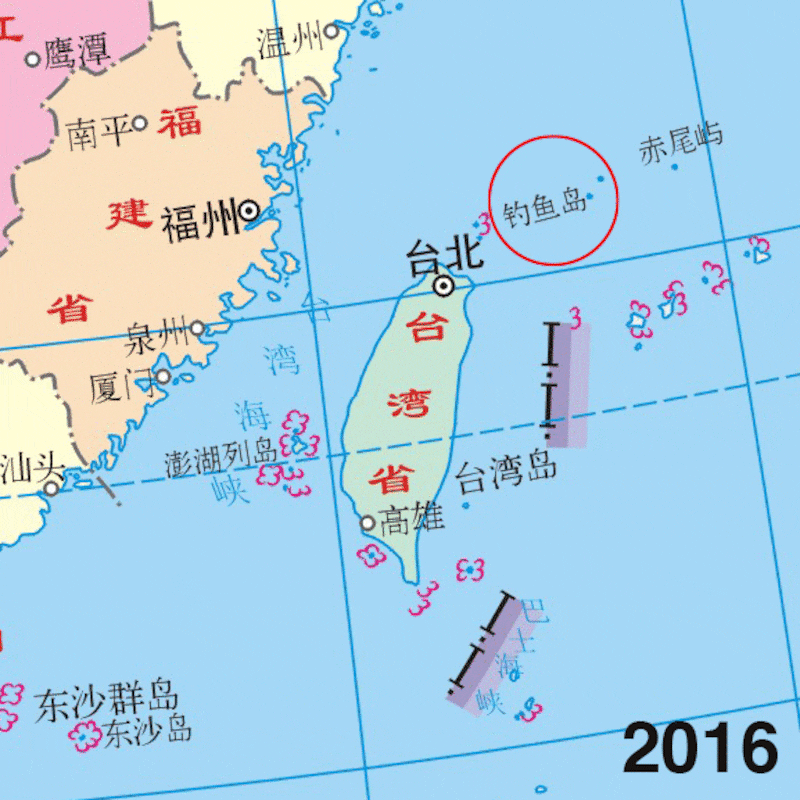 江
鹰潭
温州
南平
福
赤尾屿
建
福州
钓鱼岛
台北
省
台
泉州
台
湾
厦门
湾
海
澎湖列岛
汕头
峡
省
台湾岛
高雄
巴
士
海
峡
东沙群岛
东沙岛
2016